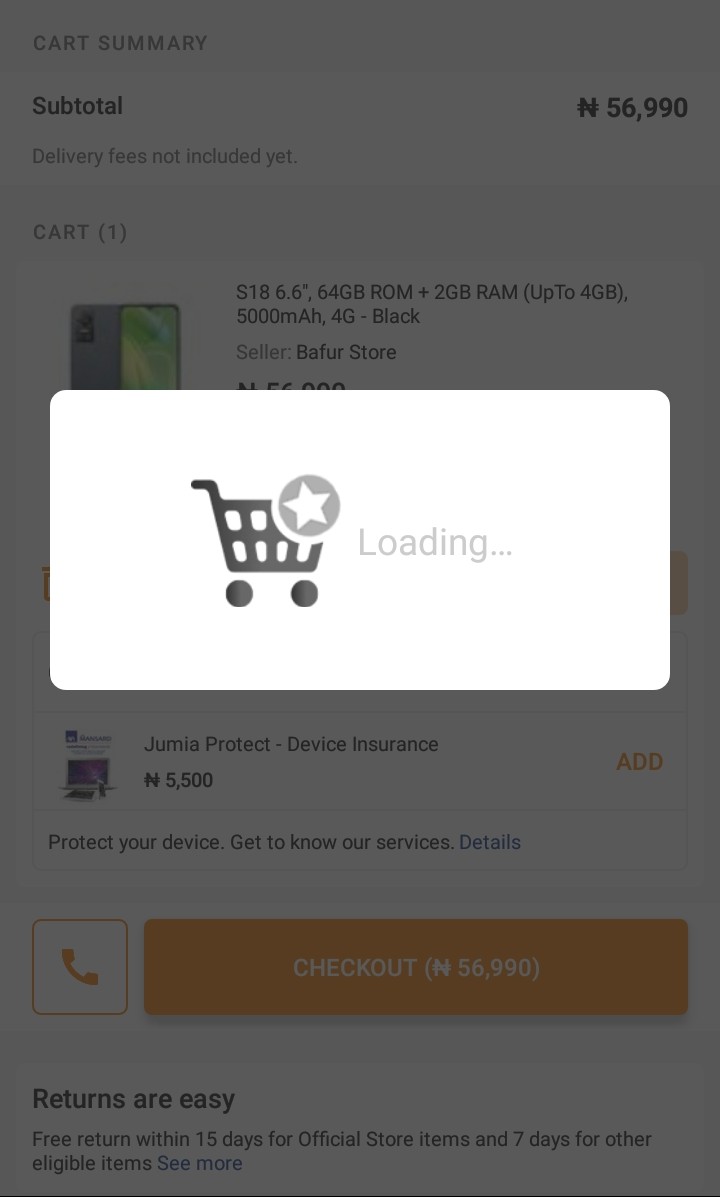 CART SUMMARY
Subtotal
₦ 56,990
Delivery fees not included yet.
CART (1)
S18 6.6", 64GB ROM + 2GB RAM (UpTo 4GB),
5000mAh, 4G - Black
Seller: Bafur Store
₦ 56,990
Loading...
Jumia Protect - Device Insurance
₦ 5,500
ADD
Protect your device. Get to know our services. Details
CHECKOUT (₦ 56,990)
Returns are easy
Free return within 15 days for Official Store items and 7 days for other
eligible items See more